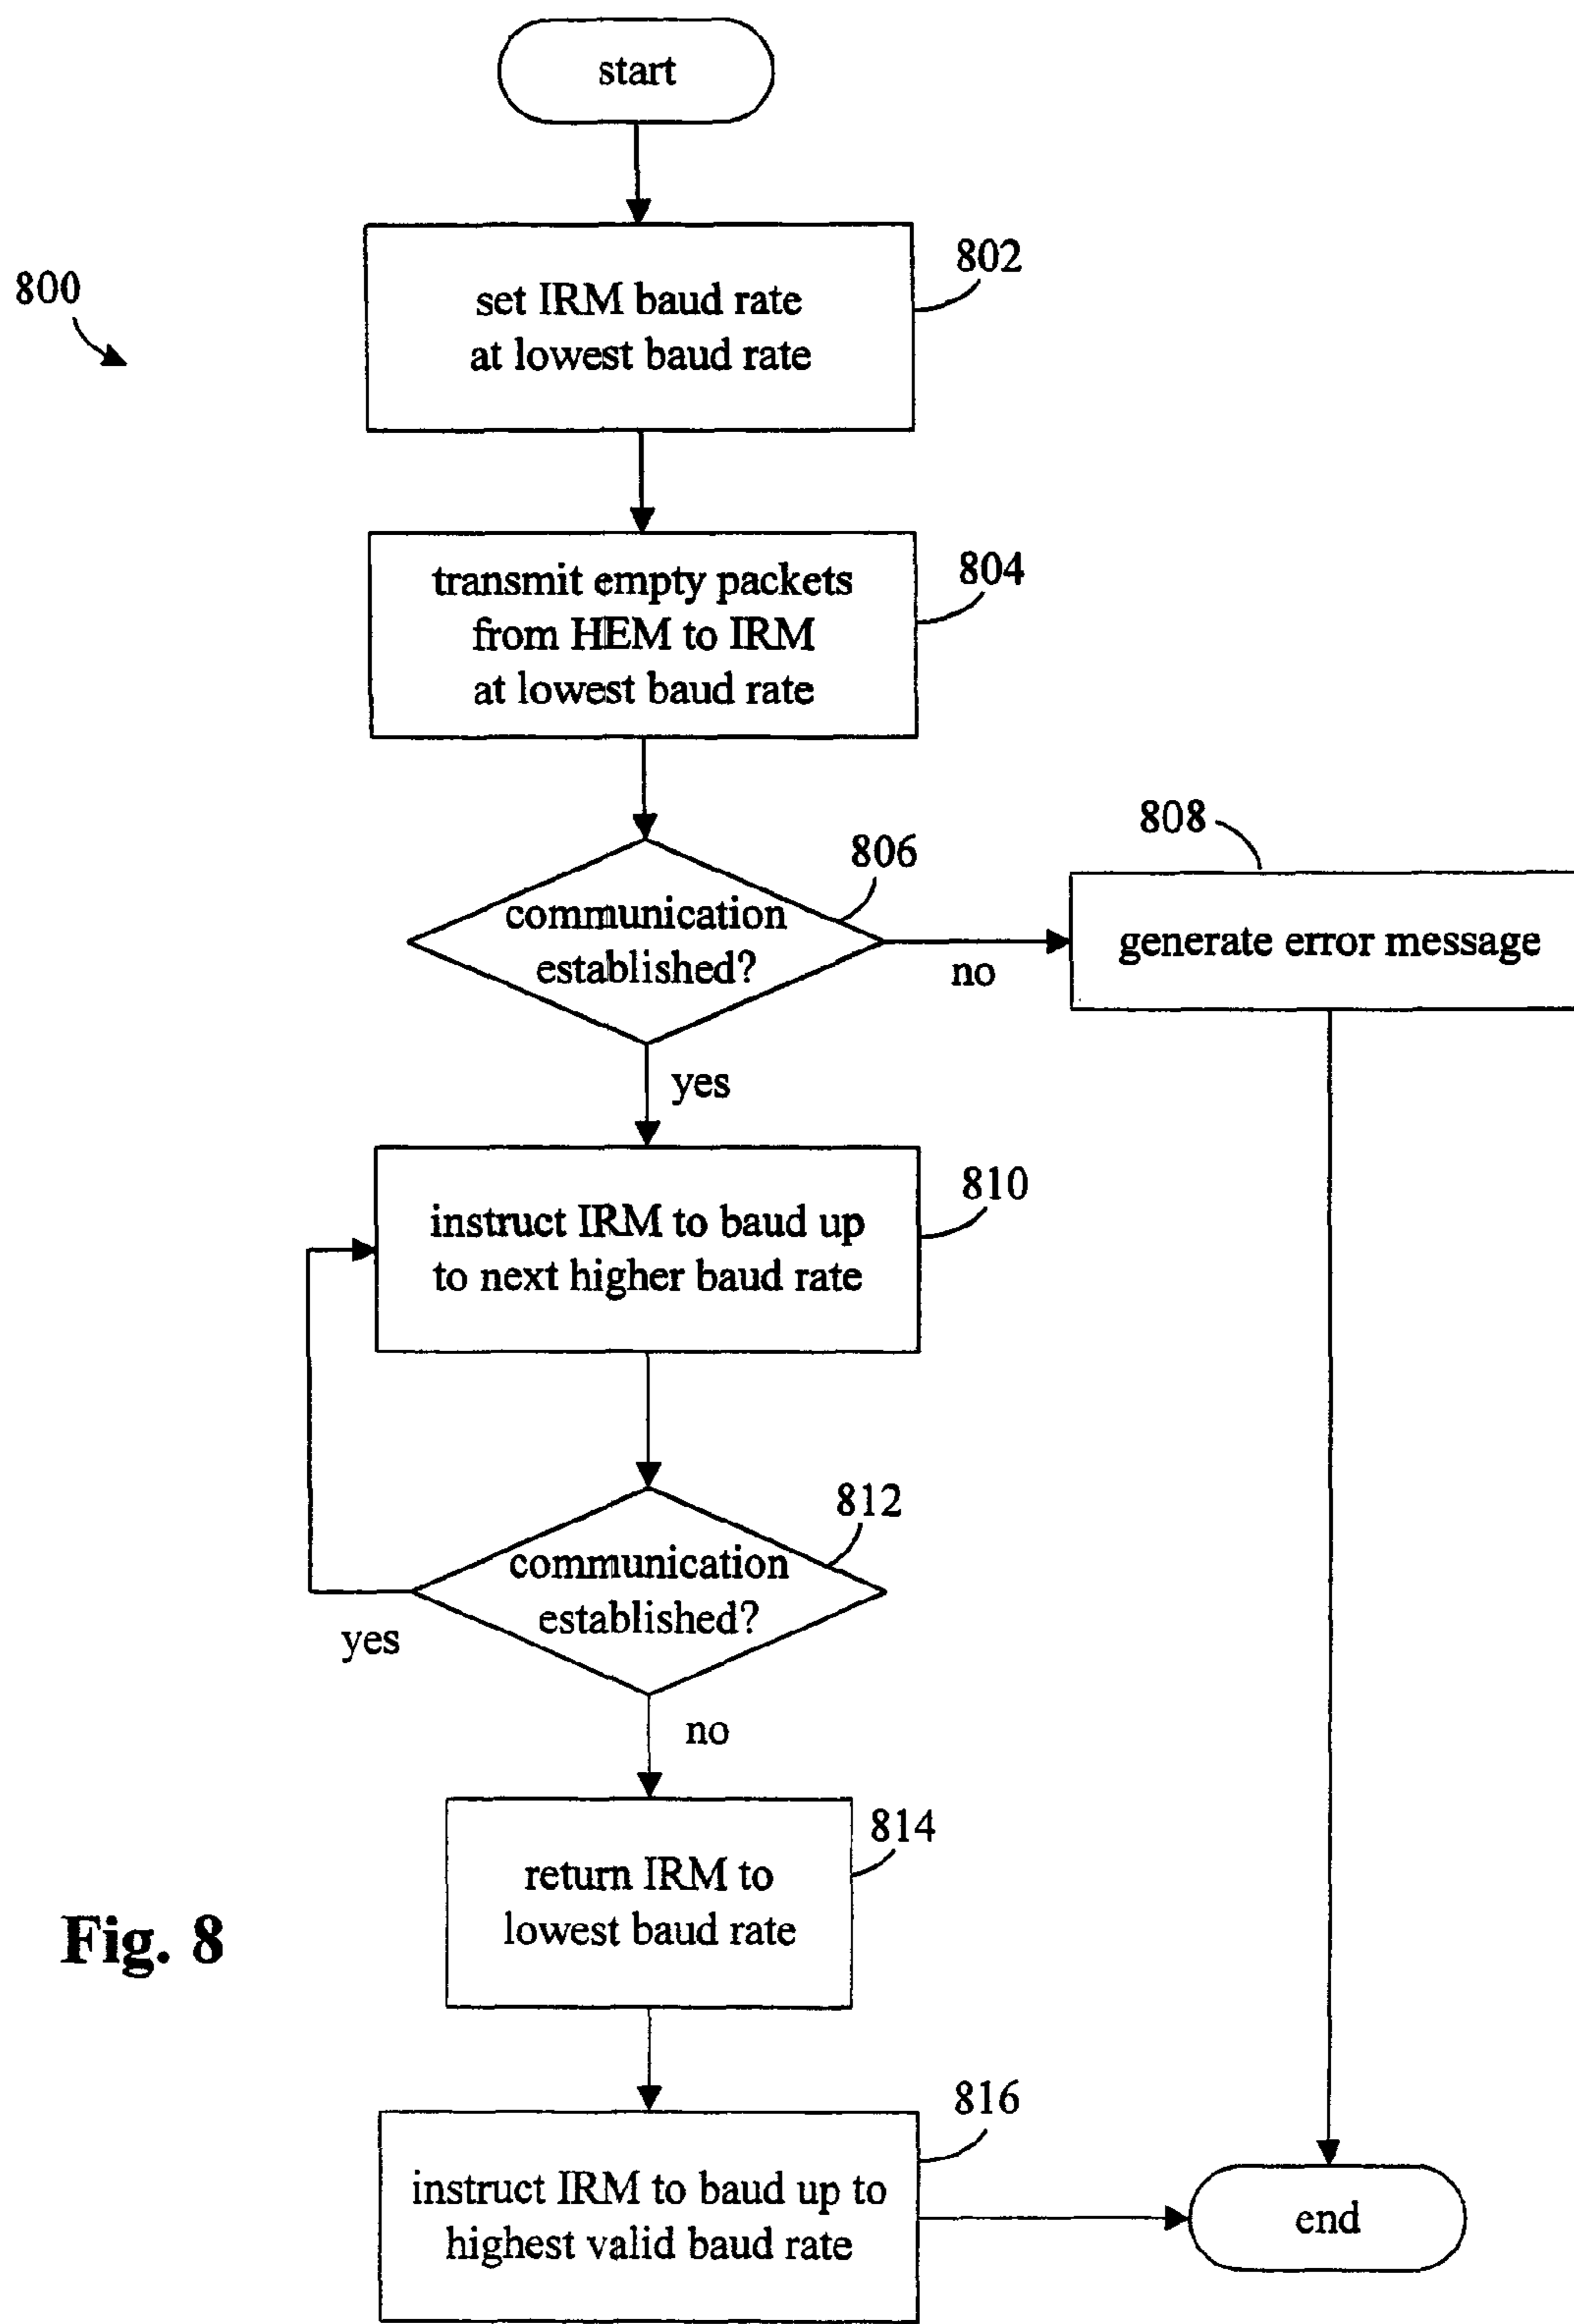 start
800
802
set IRM baud rate
at lowest baud rate
804
transmit empty packets
from HEM to IRM
at lowest baud rate
806
communication
established?
no
808
generate error message
yes
810
instruct IRM to baud up
to next higher baud rate
812
communication
established?
yes
no
814
return IRM to
lowest baud rate
Fig. 8
816
instruct IRM to baud up to
highest valid baud rate
end